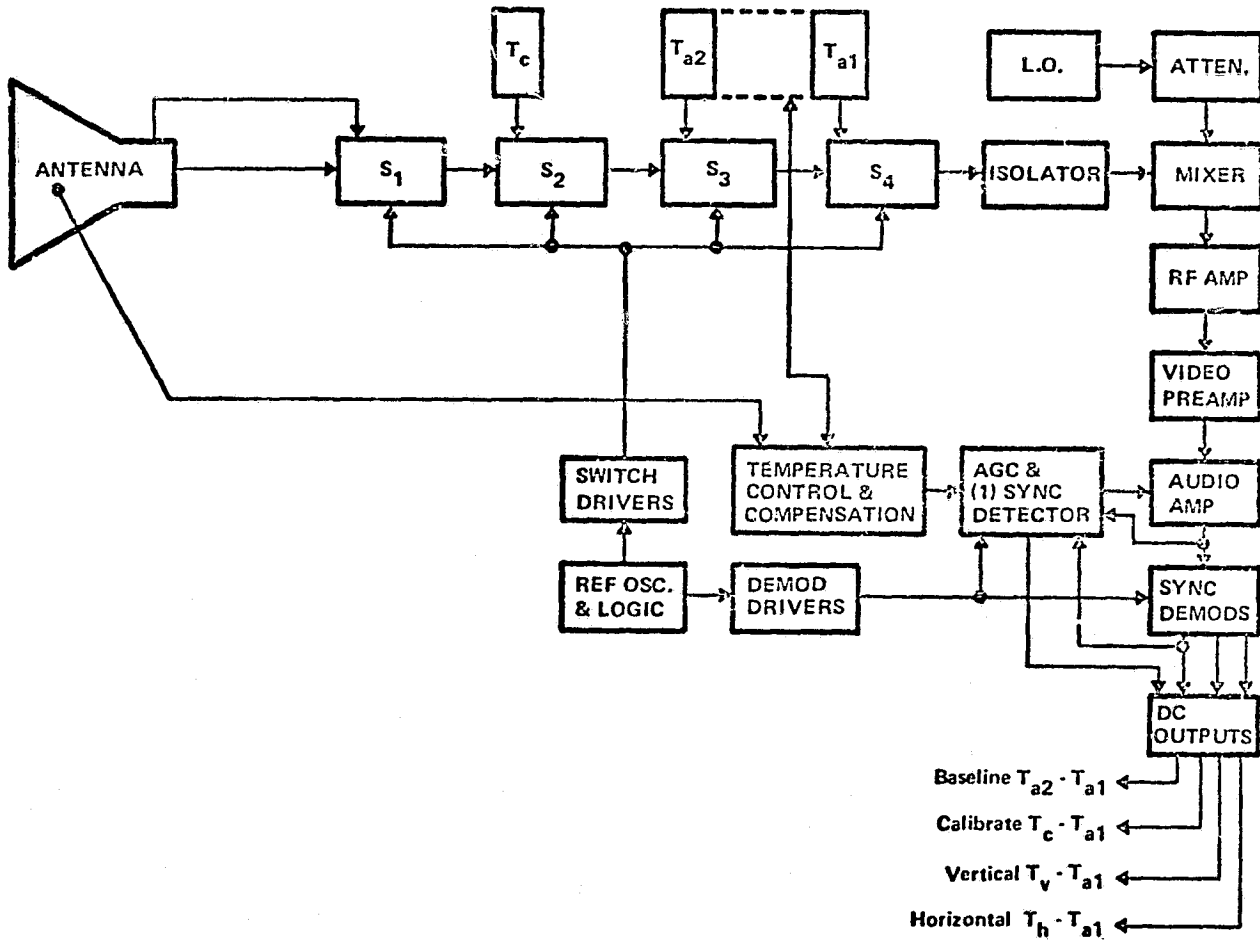 T_c
T_a2
T_a1
L.O.
ATTEN.
ANTENNA
S_1
S_2
S_3
S_4
ISOLATOR
MIXER
RF AMP
VIDEO
PREAMP
SWITCH
DRIVERS
TEMPERATURE
CONTROL &
COMPENSATION
AGC &
(1) SYNC
DETECTOR
AUDIO
AMP
REF OSC.
& LOGIC
DEMOD
DRIVERS
SYNC
DEMODS
DC
OUTPUTS
Baseline T_a2 - T_a1
Calibrate T_c - T_a1
Vertical T_v - T_a1
Horizontal T_h - T_a1